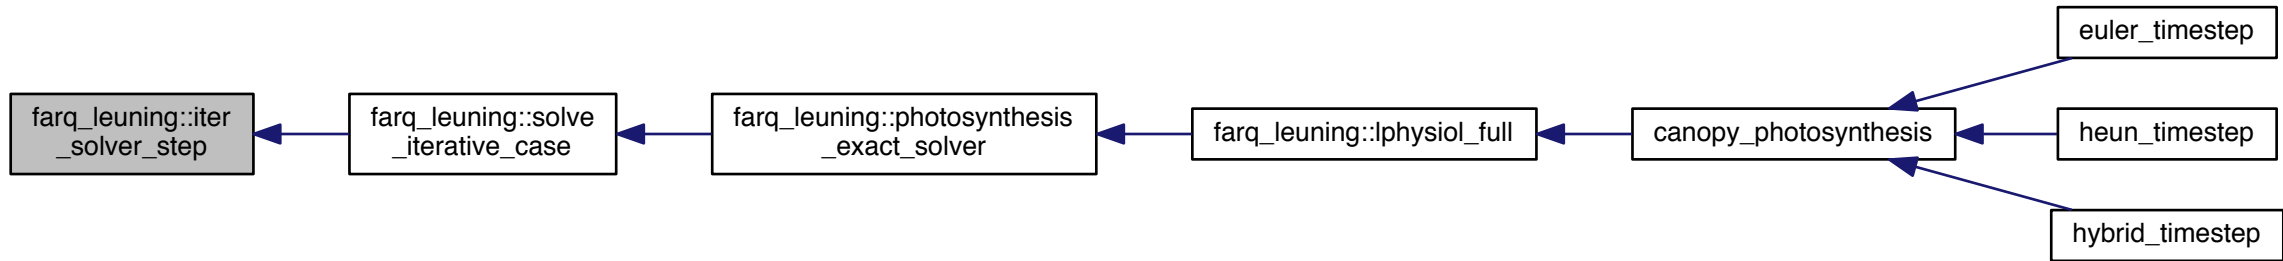 farq_leuning::iter
_solver_step
farq_leuning::solve
_iterative_case
farq_leuning::photosynthesis
_exact_solver
farq_leuning::lphysiol_full
canopy_photosynthesis
euler_timestep
heun_timestep
hybrid_timestep